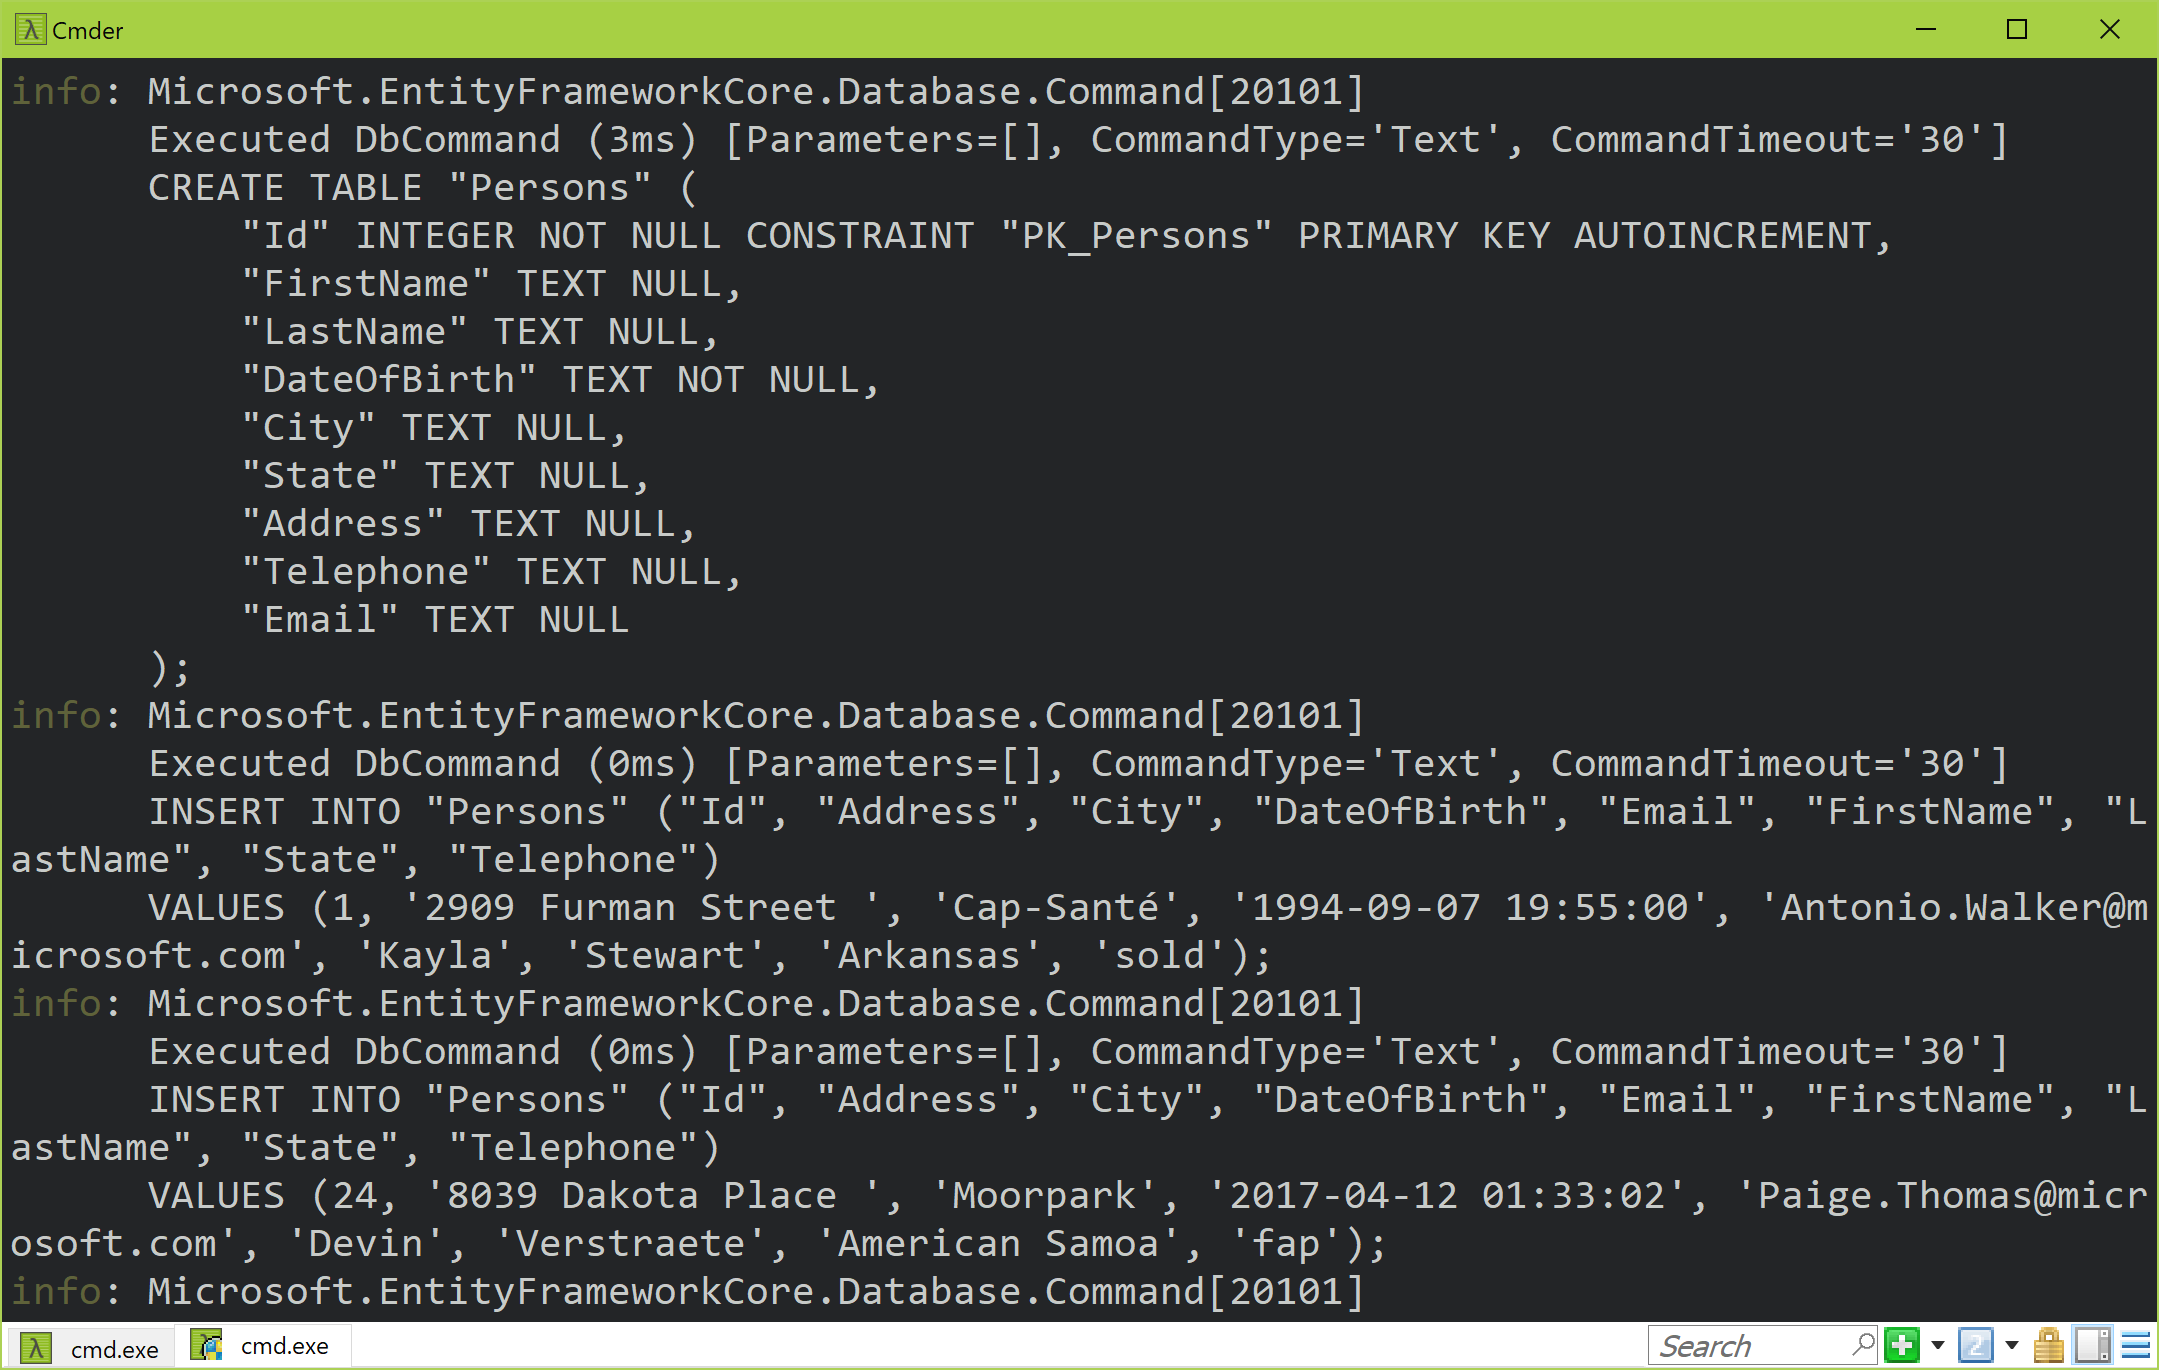 Cmder
info: Microsoft.EntityFrameworkCore.Database.Command[20101]
      Executed DbCommand (3ms) [Parameters=[], CommandType='Text', CommandTimeout='30']
      CREATE TABLE "Persons" (
          "Id" INTEGER NOT NULL CONSTRAINT "PK_Persons" PRIMARY KEY AUTOINCREMENT,
          "FirstName" TEXT NULL,
          "LastName" TEXT NULL,
          "DateOfBirth" TEXT NOT NULL,
          "City" TEXT NULL,
          "State" TEXT NULL,
          "Address" TEXT NULL,
          "Telephone" TEXT NULL,
          "Email" TEXT NULL
      );
info: Microsoft.EntityFrameworkCore.Database.Command[20101]
      Executed DbCommand (0ms) [Parameters=[], CommandType='Text', CommandTimeout='30']
      INSERT INTO "Persons" ("Id", "Address", "City", "DateOfBirth", "Email", "FirstName", "L
astName", "State", "Telephone")
      VALUES (1, '2909 Furman Street ', 'Cap-Santé', '1994-09-07 19:55:00', 'Antonio.Walker@m
icrosoft.com', 'Kayla', 'Stewart', 'Arkansas', 'sold');
info: Microsoft.EntityFrameworkCore.Database.Command[20101]
      Executed DbCommand (0ms) [Parameters=[], CommandType='Text', CommandTimeout='30']
      INSERT INTO "Persons" ("Id", "Address", "City", "DateOfBirth", "Email", "FirstName", "L
astName", "State", "Telephone")
      VALUES (24, '8039 Dakota Place ', 'Moorpark', '2017-04-12 01:33:02', 'Paige.Thomas@micr
osoft.com', 'Devin', 'Verstraete', 'American Samoa', 'fap');
info: Microsoft.EntityFrameworkCore.Database.Command[20101]
cmd.exe cmd.exe Search 2